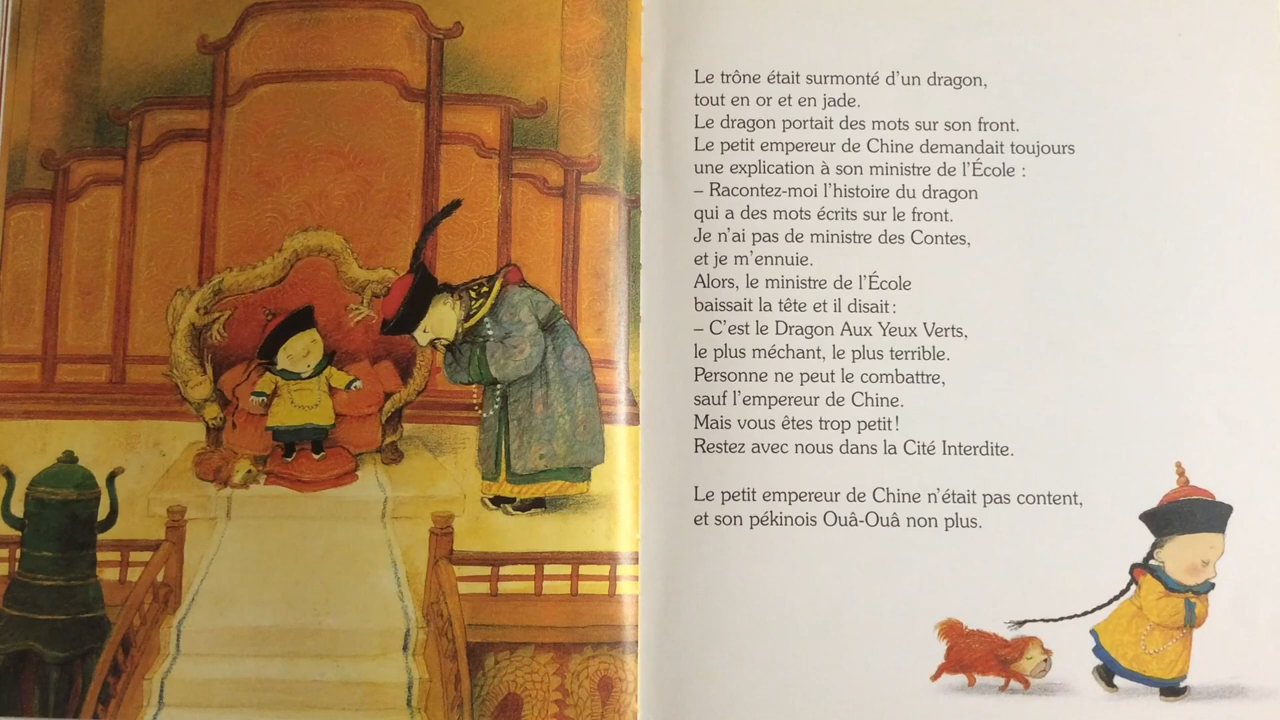 Le trône était surmonté d'un dragon,
tout en or et en jade.
Le dragon portait des mots sur son front.
Le petit empereur de Chine demandait toujours
une explication à son ministre de l'École :
– Racontez-moi l'histoire du dragon
qui a des mots écrits sur le front.
Je n'ai pas de ministre des Contes,
et je m'ennuie.
Alors, le ministre de l'École
baissait la tête et il disait :
– C'est le Dragon Aux Yeux Verts,
le plus méchant, le plus terrible.
Personne ne peut le combattre,
sauf l'empereur de Chine.
Mais vous êtes trop petit !
Restez avec nous dans la Cité Interdite.
Le petit empereur de Chine n'était pas content,
et son pékinois Ouâ-Ouâ non plus.